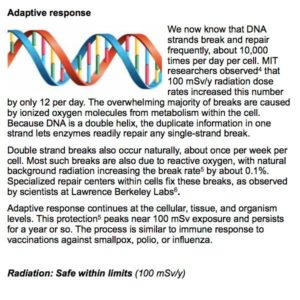 Adaptive response
We now know that DNA
strands break and repair
frequently, about 10,000
times per day per cell. MIT
researchers observed⁴ that
100 mSv/y radiation dose
rates increased this number
by only 12 per day. The overwhelming majority of breaks are caused
by ionized oxygen molecules from metabolism within the cell.
Because DNA is a double helix, the duplicate information in one
strand lets enzymes readily repair any single-strand break.
Double strand breaks also occur naturally, about once per week per
cell. Most such breaks are also due to reactive oxygen, with natural
background radiation increasing the break rate⁵ by about 0.1%.
Specialized repair centers within cells fix these breaks, as observed
by scientists at Lawrence Berkeley Labs⁶.
Adaptive response continues at the cellular, tissue, and organism
levels. This protection⁵ peaks near 100 mSv exposure and persists
for a year or so. The process is similar to immune response to
vaccinations against smallpox, polio, or influenza.
Radiation: Safe within limits (100 mSv/y)